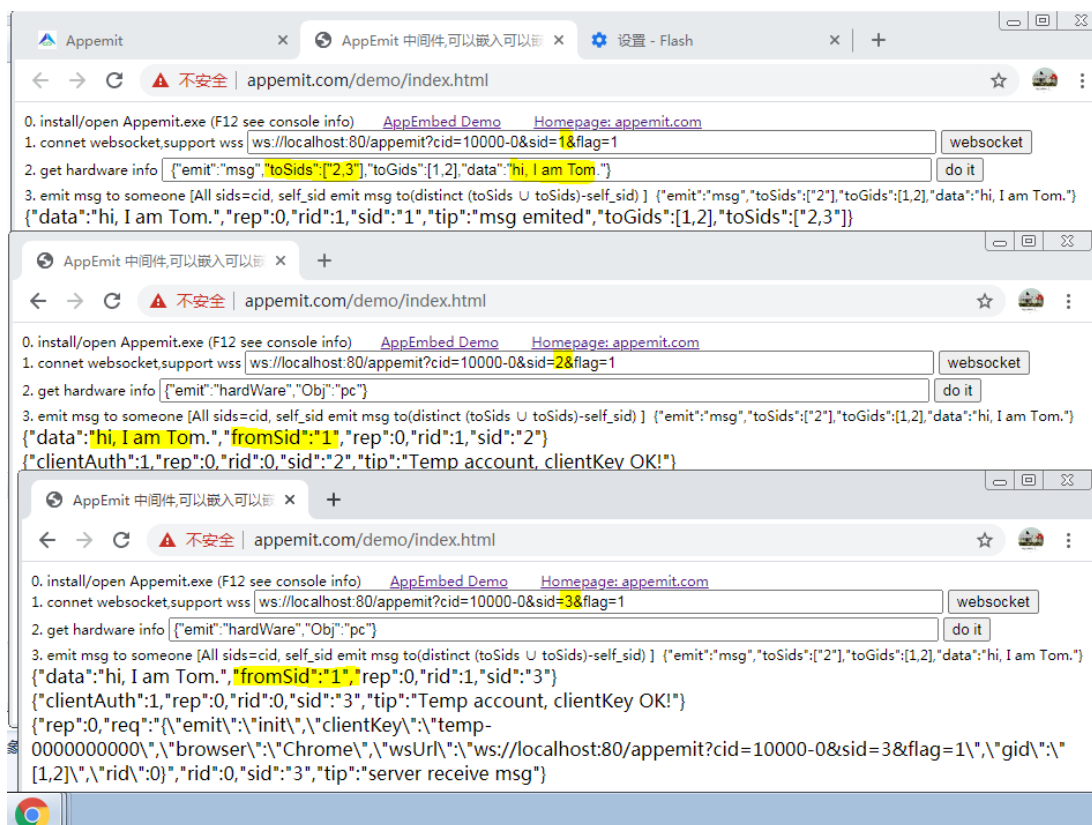 Appemit
AppEmit 中间件,可以嵌入可以
设置 - Flash
不安全 appemit.com/demo/index.html
0. install/open Appemit.exe (F12 see console info) AppEmbed Demo Homepage: appemit.com
1. connet websocket,support wss ws://localhost:80/appemit?cid=10000-0&sid=1&flag=1 websocket
2. get hardware info {"emit":"msg","toSids":["2,3"],"toGids":[1,2],"data":"hi, I am Tom."} do it
3. emit msg to someone [All sids=cid, self_sid emit msg to(distinct (toSids ∪ toSids)-self_sid) ] {"emit":"msg","toSids":["2"],"toGids":[1,2],"data":"hi, I am Tom."}
{"data":"hi, I am Tom.","rep":0,"rid":1,"sid":"1","tip":"msg emited","toGids":[1,2],"toSids":["2,3"]}
AppEmit 中间件,可以嵌入可以
不安全 appemit.com/demo/index.html
0. install/open Appemit.exe (F12 see console info) AppEmbed Demo Homepage: appemit.com
1. connet websocket,support wss ws://localhost:80/appemit?cid=10000-0&sid=2&flag=1 websocket
2. get hardware info {"emit":"hardWare","Obj":"pc"} do it
3. emit msg to someone [All sids=cid, self_sid emit msg to(distinct (toSids ∪ toSids)-self_sid) ] {"emit":"msg","toSids":["2"],"toGids":[1,2],"data":"hi, I am Tom."}
{"data":"hi, I am Tom.","fromSid":"1","rep":0,"rid":1,"sid":"2"}
{"clientAuth":1,"rep":0,"rid":0,"sid":"2","tip":"Temp account, clientKey OK!"}
AppEmit 中间件,可以嵌入可以
不安全 appemit.com/demo/index.html
0. install/open Appemit.exe (F12 see console info) AppEmbed Demo Homepage: appemit.com
1. connet websocket,support wss ws://localhost:80/appemit?cid=10000-0&sid=3&flag=1 websocket
2. get hardware info {"emit":"hardWare","Obj":"pc"} do it
3. emit msg to someone [All sids=cid, self_sid emit msg to(distinct (toSids ∪ toSids)-self_sid) ] {"emit":"msg","toSids":["2"],"toGids":[1,2],"data":"hi, I am Tom."}
{"data":"hi, I am Tom.","fromSid":"1","rep":0,"rid":1,"sid":"3"}
{"clientAuth":1,"rep":0,"rid":0,"sid":"3","tip":"Temp account, clientKey OK!"}
{"rep":0,"req":"{\"emit\":\"init\",\"clientKey\":\"temp-
0000000000\",\"browser\":\"Chrome\",\"wsUrl\":\"ws://localhost:80/appemit?cid=10000-0&sid=3&flag=1\",\"gid\":\"
[1,2]\",\"rid\":0}","rid":0,"sid":"3","tip":"server receive msg"}